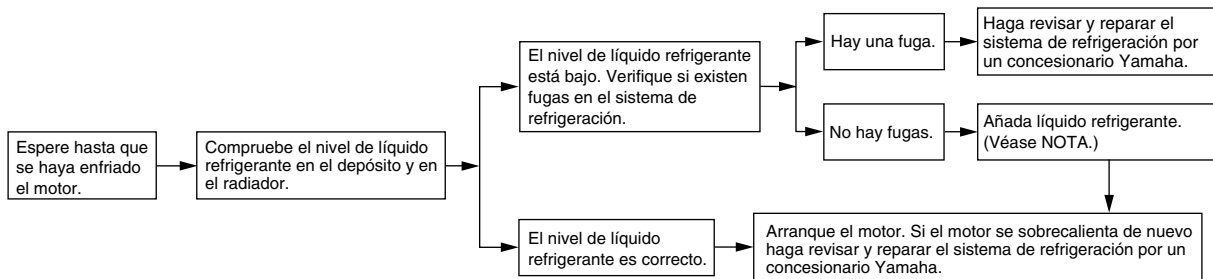 Espere hasta que
se haya enfriado
el motor.
Compruebe el nivel de líquido
refrigerante en el depósito y en
el radiador.
El nivel de líquido refrigerante
está bajo. Verifique si existen
fugas en el sistema de
refrigeración.
Hay una fuga.
Haga revisar y reparar el
sistema de refrigeración por
un concesionario Yamaha.
No hay fugas.
Añada líquido refrigerante.
(Véase NOTA.)
El nivel de líquido
refrigerante es correcto.
Arranque el motor. Si el motor se sobrecalienta de nuevo
haga revisar y reparar el sistema de refrigeración por un
concesionario Yamaha.